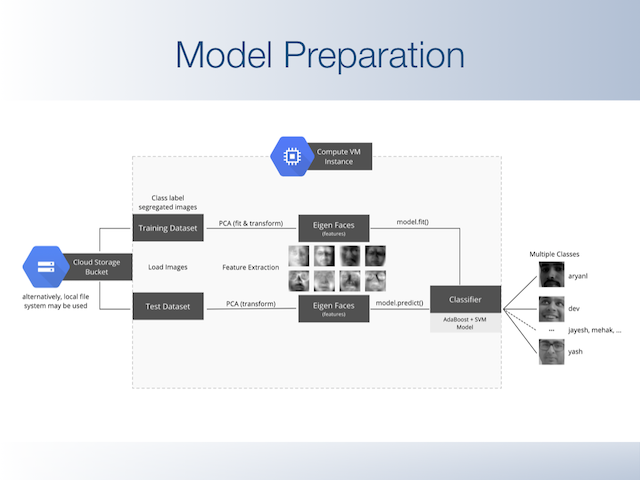 Model Preparation
Compute VM
Instance
Class label
segregated images
Training Dataset
PCA (fit & transform)
Eigen Faces
(features)
model.fit()
Cloud Storage
Bucket
alternatively, local file
system may be used
Load Images
Feature Extraction
Test Dataset
PCA (transform)
Eigen Faces
(features)
model.predict()
Classifier
AdaBoost + SVM
Model
Multiple Classes
aryanl
dev
... jayesh, mehak, ...
yash